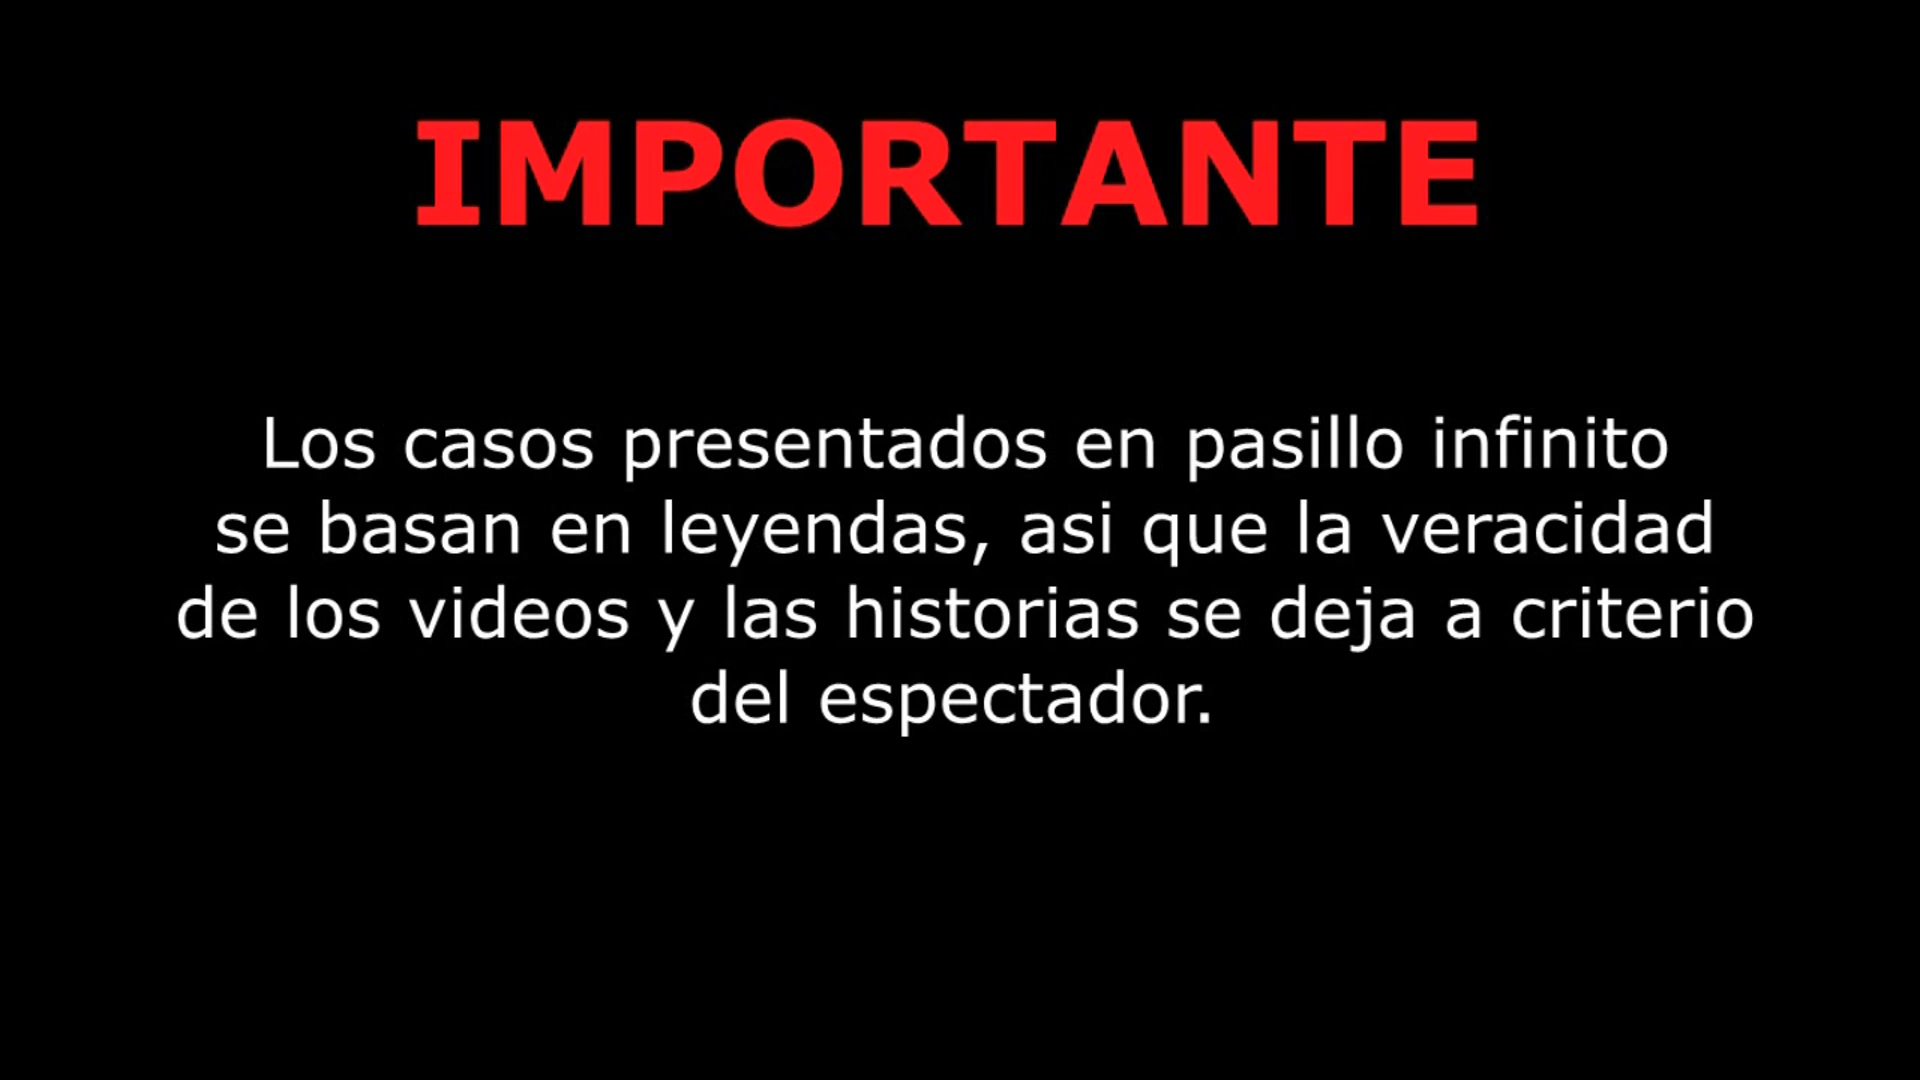 IMPORTANTE
Los casos presentados en pasillo infinito
se basan en leyendas, asi que la veracidad
de los videos y las historias se deja a criterio
del espectador.